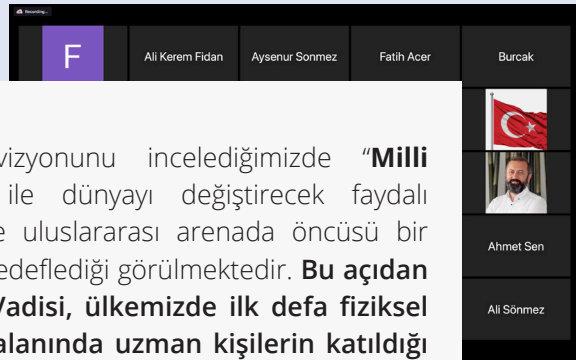 Recording...
F
Ali Kerem Fidan
Aysenur Sonmez
Fatih Acer
Burcak
vizyonunu incelediğimizde “Milli
ile dünyayı değiştirecek faydalı
e uluslararası arenada öncüsü bir
edeflediği görülmektedir. Bu açıdan
Vadisi, ülkemizde ilk defa fiziksel
alanında uzman kişilerin katıldığı
Ahmet Sen
Ali Sönmez